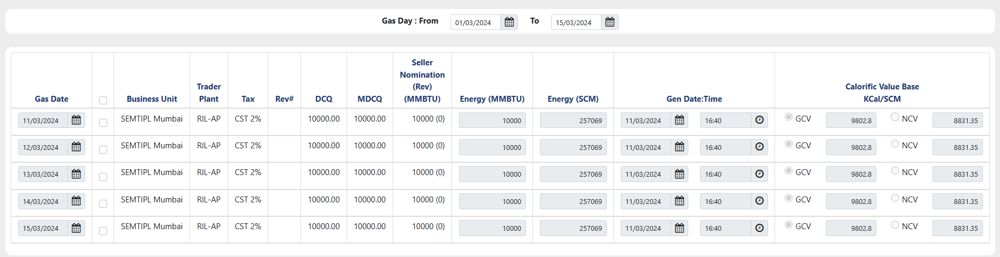 Gas Day : From 01/03/2024 To 15/03/2024
Gas Date Business Unit Trader Plant Tax Rev# DCQ MDCQ Seller Nomination (Rev) (MMBTU) Energy (MMBTU) Energy (SCM) Gen Date:Time Calorific Value Base KCal/SCM
11/03/2024 SEMTIPL Mumbai RIL-AP CST 2% 10000.00 10000.00 10000 (0) 10000 257069 11/03/2024 16:40 GCV 9802.8 NCV 8831.35
12/03/2024 SEMTIPL Mumbai RIL-AP CST 2% 10000.00 10000.00 10000 (0) 10000 257069 11/03/2024 16:40 GCV 9802.8 NCV 8831.35
13/03/2024 SEMTIPL Mumbai RIL-AP CST 2% 10000.00 10000.00 10000 (0) 10000 257069 11/03/2024 16:40 GCV 9802.8 NCV 8831.35
14/03/2024 SEMTIPL Mumbai RIL-AP CST 2% 10000.00 10000.00 10000 (0) 10000 257069 11/03/2024 16:40 GCV 9802.8 NCV 8831.35
15/03/2024 SEMTIPL Mumbai RIL-AP CST 2% 10000.00 10000.00 10000 (0) 10000 257069 11/03/2024 16:40 GCV 9802.8 NCV 8831.35